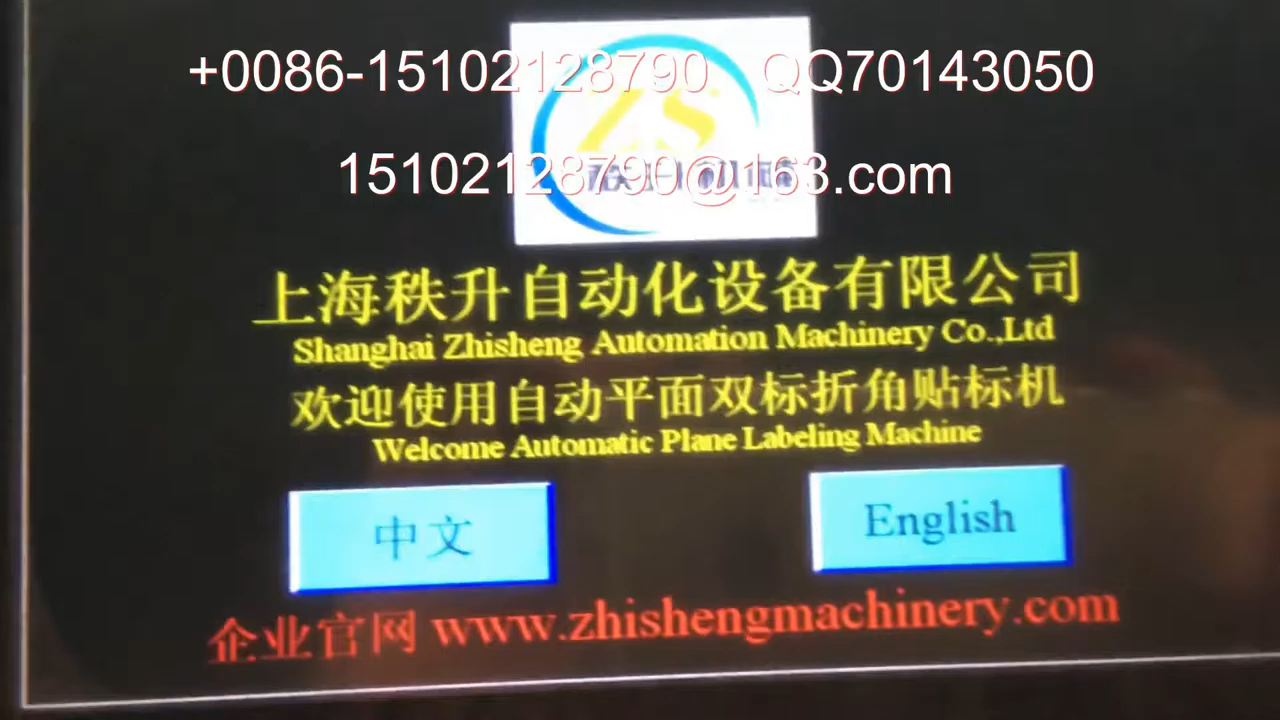 +0086-15102128790 QQ70143050
ZS
15102128790@163.com
上海秩升自动化设备有限公司
Shanghai Zhisheng Automation Machinery Co.,Ltd
欢迎使用自动平面双标折角贴标机
Welcome Automatic Plane Labeling Machine
中文 English
企业官网 www.zhishengmachinery.com